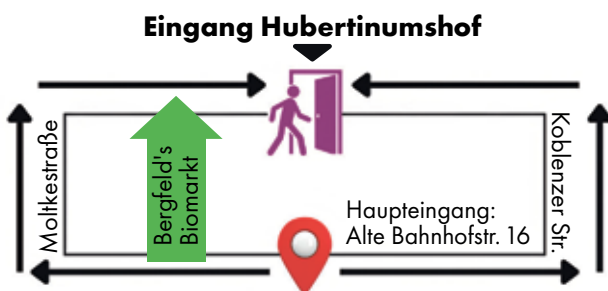 Eingang Hubertinumshof
Moltkestraße
Bergfeld's
Biomarkt
Koblenzer Str.
Haupteingang:
Alte Bahnhofstr. 16